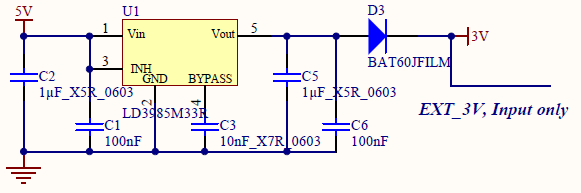 5V
U1
D3
1
Vin
Vout
5
3V
3
INH
GND
BYPASS
BAT60JFILM
C2
1µF_X5R_0603
C5
1µF_X5R_0603
2
4
LD3985M33R
EXT_3V, Input only
C1
100nF
C3
10nF_X7R_0603
C6
100nF